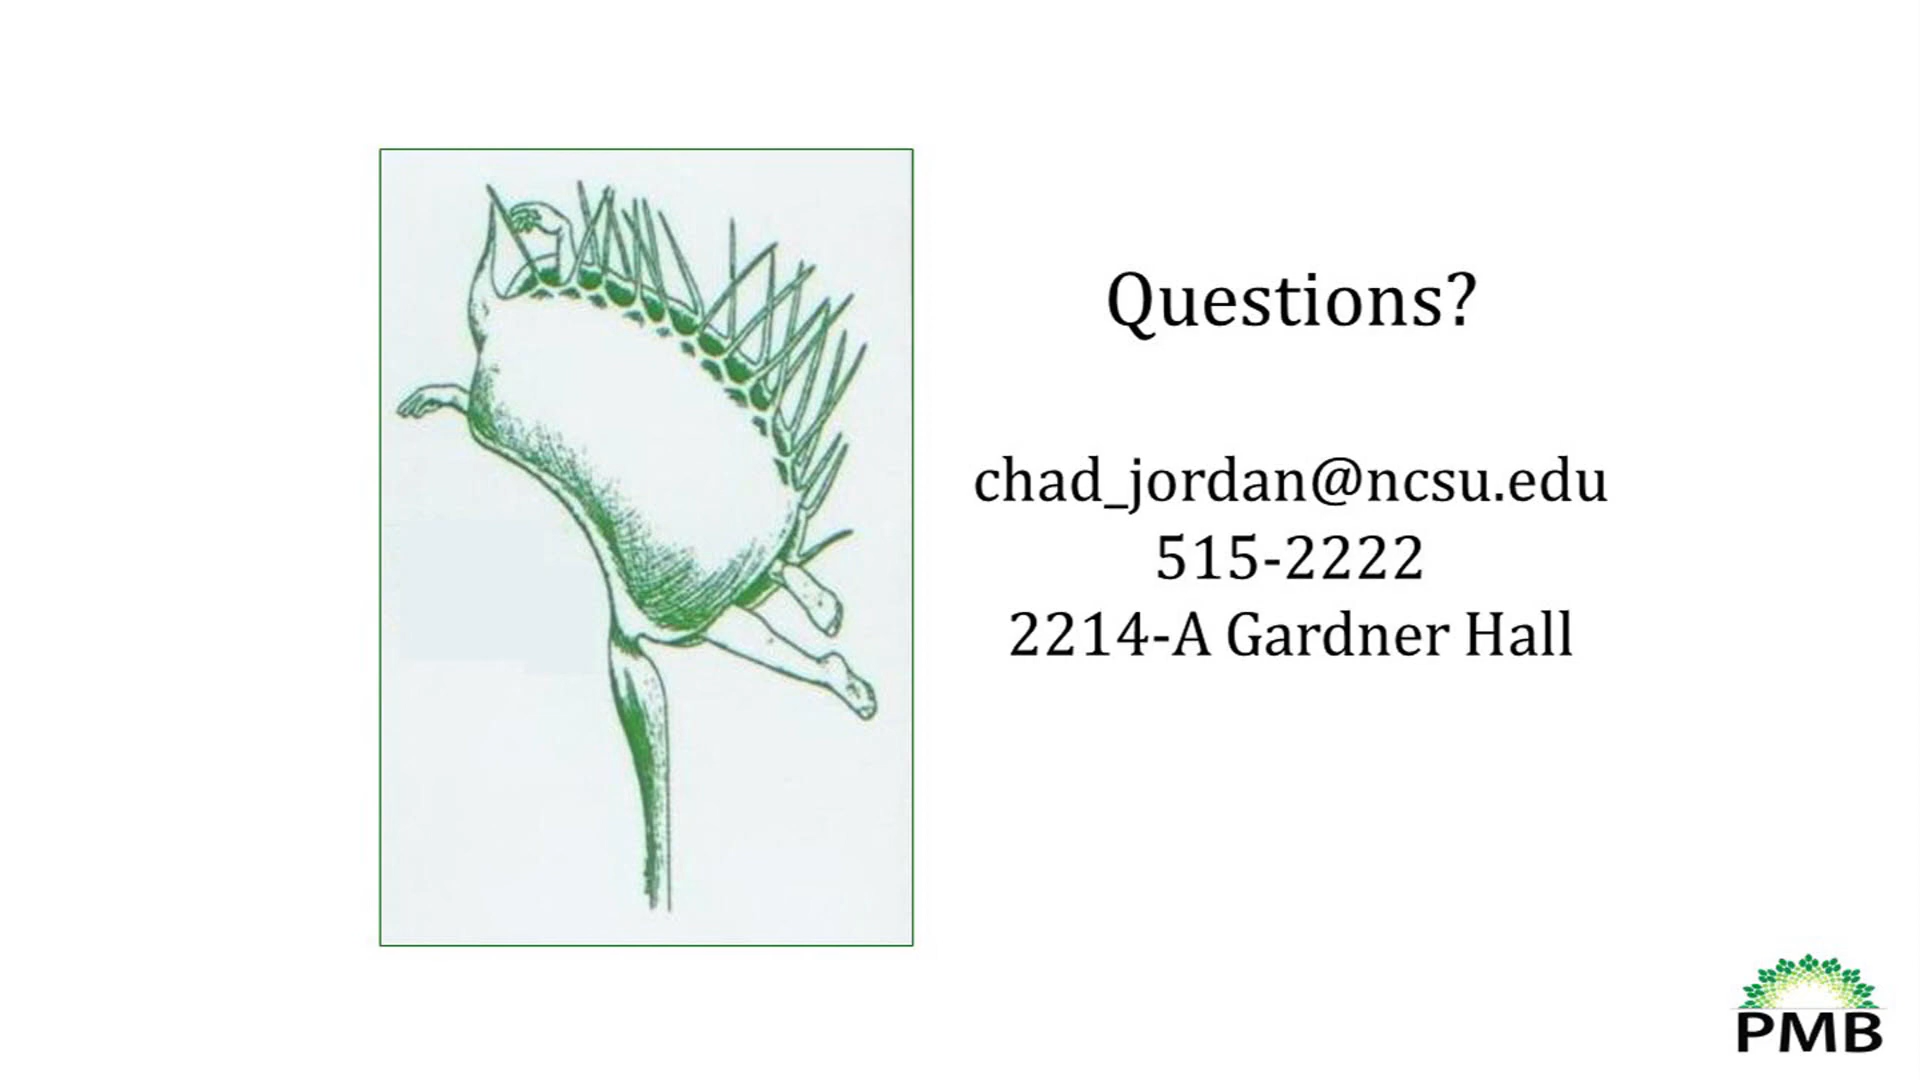 Questions?
chad_jordan@ncsu.edu
515-2222
2214-A Gardner Hall
PMB